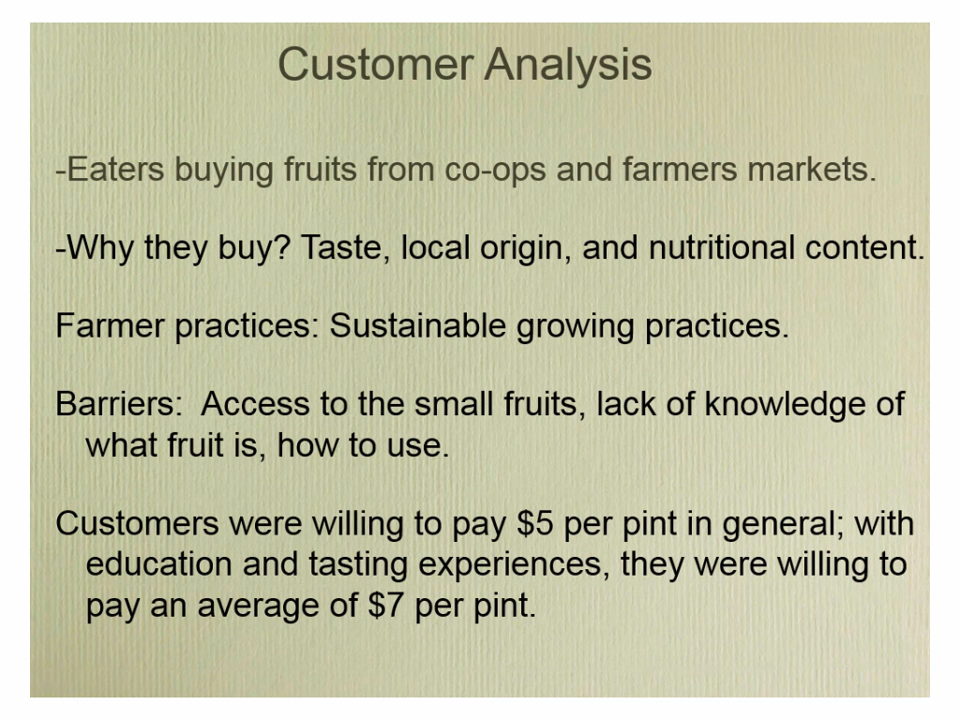 Customer Analysis
-Eaters buying fruits from co-ops and farmers markets.
-Why they buy? Taste, local origin, and nutritional content.
Farmer practices: Sustainable growing practices.
Barriers:  Access to the small fruits, lack of knowledge of
what fruit is, how to use.
Customers were willing to pay $5 per pint in general; with
education and tasting experiences, they were willing to
pay an average of $7 per pint.